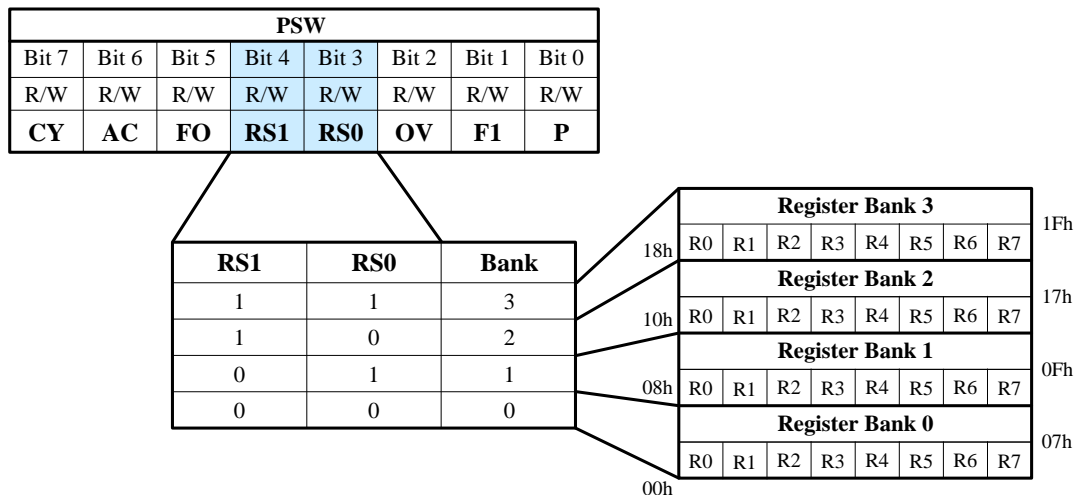 PSW
Bit 7 Bit 6 Bit 5 Bit 4 Bit 3 Bit 2 Bit 1 Bit 0
R/W R/W R/W R/W R/W R/W R/W R/W
CY AC FO RS1 RS0 OV F1 P
RS1 RS0 Bank
1 1 3
1 0 2
0 1 1
0 0 0
Register Bank 3
1Fh
18h R0 R1 R2 R3 R4 R5 R6 R7
Register Bank 2
17h
10h R0 R1 R2 R3 R4 R5 R6 R7
Register Bank 1
0Fh
08h R0 R1 R2 R3 R4 R5 R6 R7
Register Bank 0
07h
R0 R1 R2 R3 R4 R5 R6 R7
00h